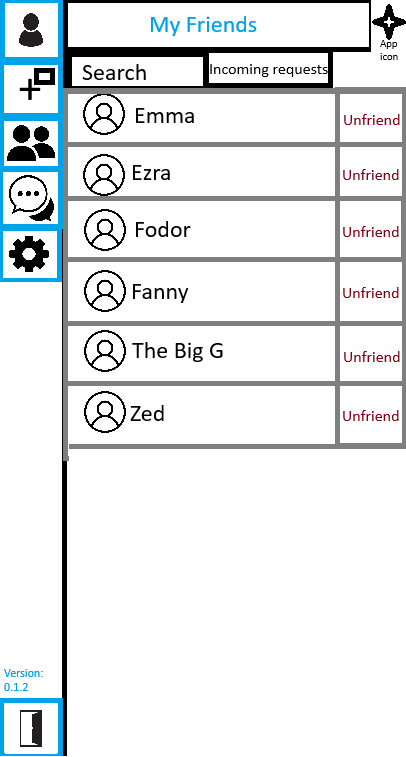 My Friends
App
icon
Search
Incoming requests
Emma
Unfriend
Ezra
Unfriend
Fodor
Unfriend
Fanny
Unfriend
The Big G
Unfriend
Zed
Unfriend
Version:
0.1.2